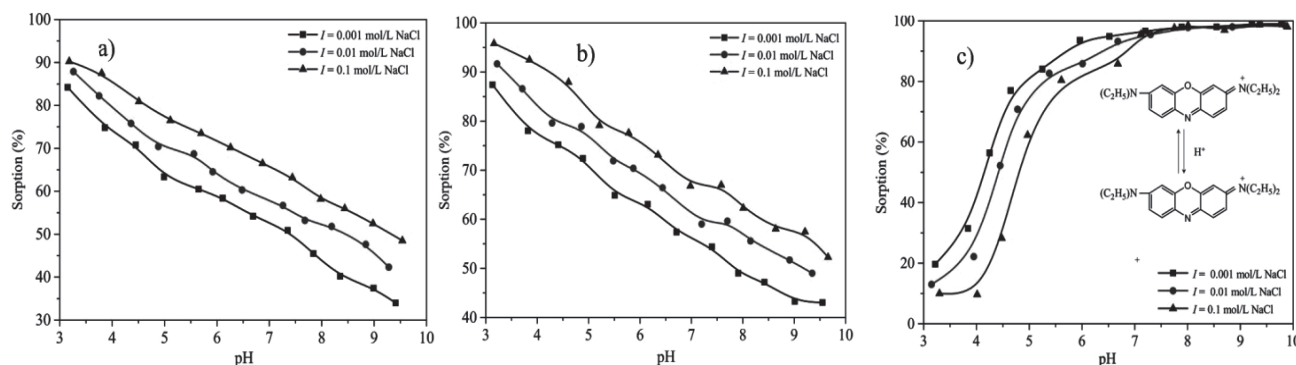 a)
I = 0.001 mol/L NaCl
I = 0.01 mol/L NaCl
I = 0.1 mol/L NaCl
100
90
80
70
60
50
40
30
Sorption (%)
3 4 5 6 7 8 9 10
pH
b)
I = 0.001 mol/L NaCl
I = 0.01 mol/L NaCl
I = 0.1 mol/L NaCl
100
90
80
70
60
50
40
Sorption (%)
3 4 5 6 7 8 9 10
pH
c)
100
80
60
40
20
0
Sorption (%)
(C2H5)N
O
N
+
N(C2H5)2
H+
(C2H5)N
O
N
+
N(C2H5)2
+
I = 0.001 mol/L NaCl
I = 0.01 mol/L NaCl
I = 0.1 mol/L NaCl
3 4 5 6 7 8 9 10
pH